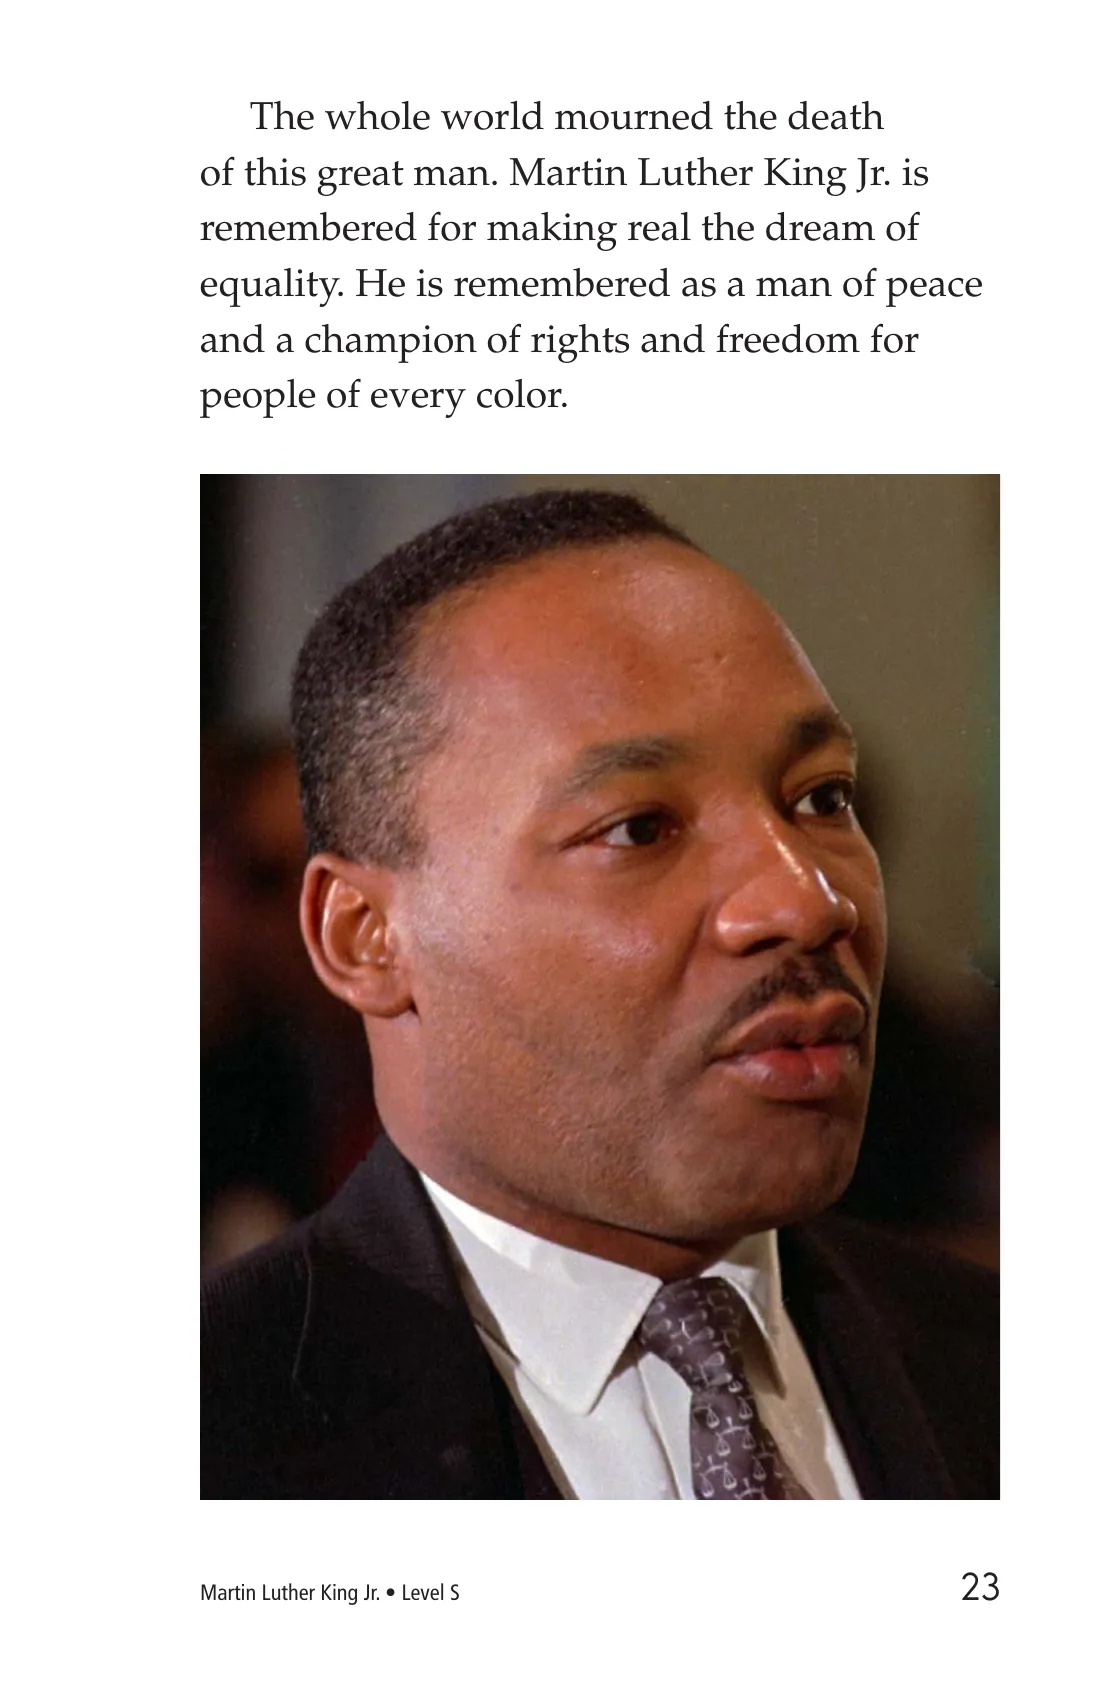 The whole world mourned the death
of this great man. Martin Luther King Jr. is
remembered for making real the dream of
equality. He is remembered as a man of peace
and a champion of rights and freedom for
people of every color.
Martin Luther King Jr. • Level S
23